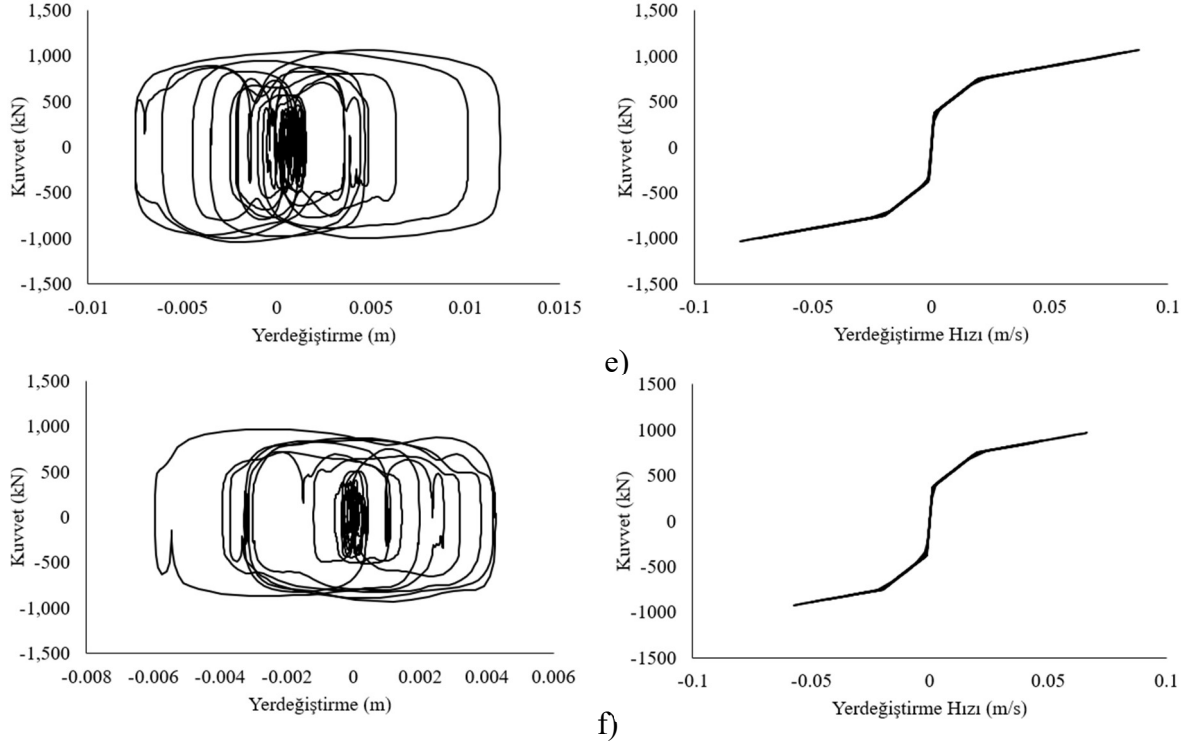 1,500
1,000
500
0
-500
-1,000
-1,500
Kuvvet (kN)
-0.01 -0.005 0 0.005 0.01 0.015
Yerdeğiştirme (m)
1,500
1,000
500
0
-500
-1,000
-1,500
Kuvvet (kN)
-0.1 -0.05 0 0.05 0.1
Yerdeğiştirme Hızı (m/s)
e)
1,500
1,000
500
0
-500
-1,000
-1,500
Kuvvet (kN)
-0.008 -0.006 -0.004 -0.002 0 0.002 0.004 0.006
Yerdeğiştirme (m)
1500
1000
500
0
-500
-1000
-1500
Kuvvet (kN)
-0.1 -0.05 0 0.05 0.1
Yerdeğiştirme Hızı (m/s)
f)